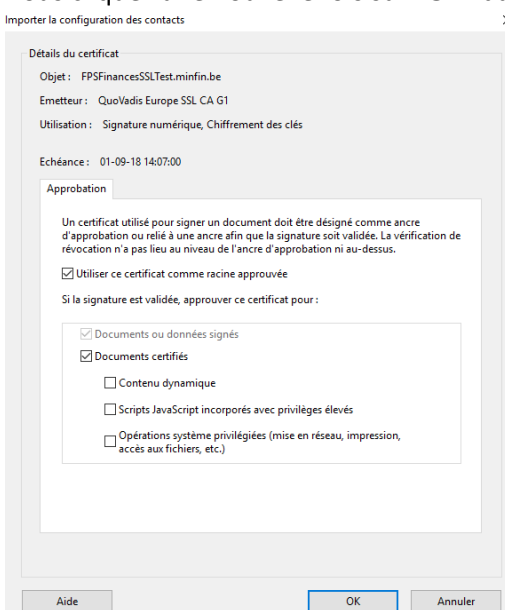 Importer la configuration des contacts
Détails du certificat
Objet : FPSFinancesSSLTest.minfin.be
Emetteur : QuoVadis Europe SSL CA G1
Utilisation : Signature numérique, Chiffrement des clés
Echéance : 01-09-18 14:07:00
Approbation
Un certificat utilisé pour signer un document doit être désigné comme ancre
d'approbation ou relié à une ancre afin que la signature soit validée. La vérification de
révocation n'a pas lieu au niveau de l'ancre d'approbation ni au-dessus.
Utiliser ce certificat comme racine approuvée
Si la signature est validée, approuver ce certificat pour :
Documents ou données signés
Documents certifiés
Contenu dynamique
Scripts JavaScript incorporés avec privilèges élevés
Opérations système privilégiées (mise en réseau, impression,
accès aux fichiers, etc.)
Aide OK Annuler